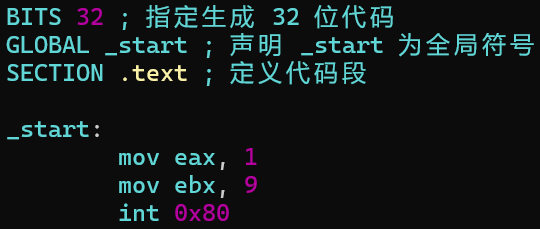 BITS 32 ; 指定生成 32 位代码
GLOBAL _start ; 声明 _start 为全局符号
SECTION .text ; 定义代码段
_start:
mov eax, 1
mov ebx, 9
int 0x80